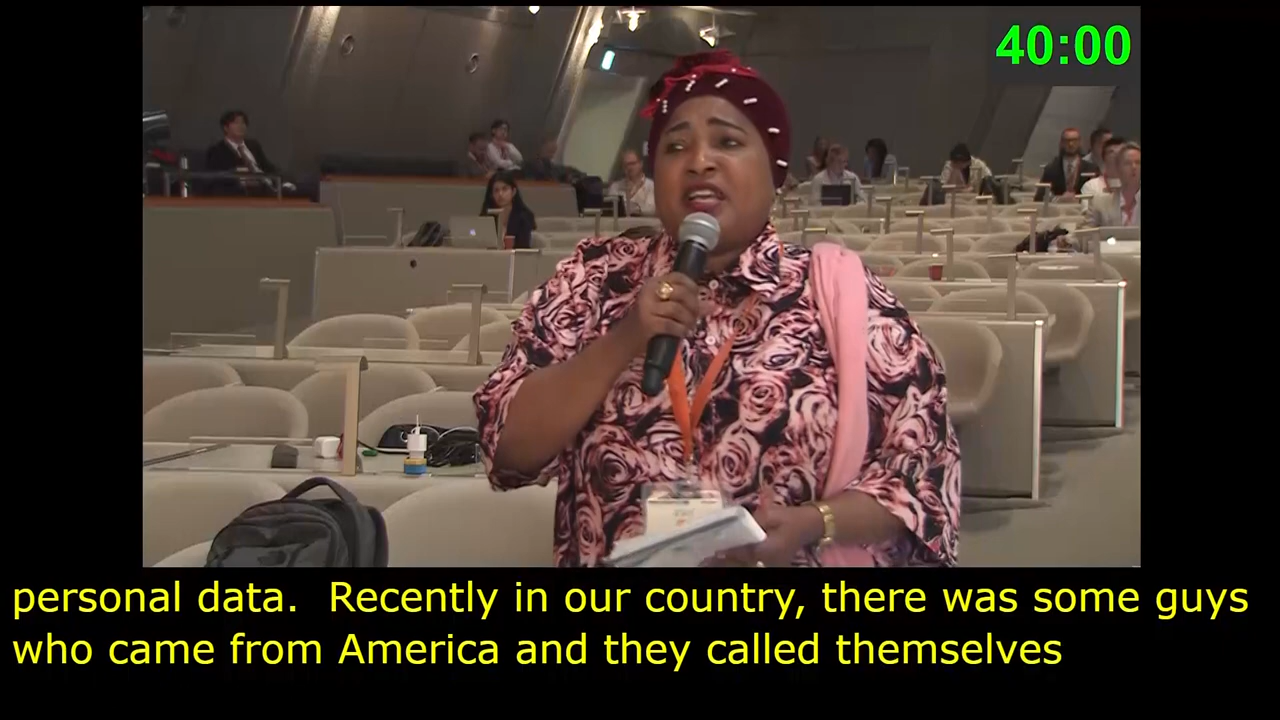 40:00
personal data.  Recently in our country, there was some guys
who came from America and they called themselves